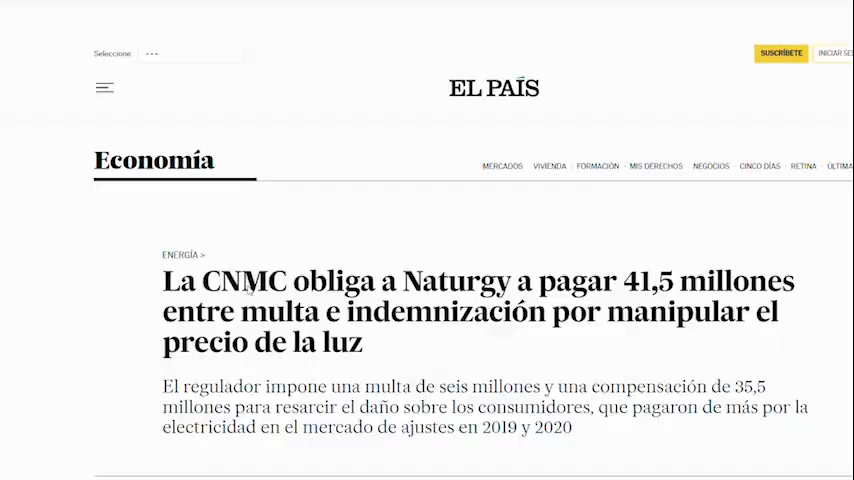 Seleccione: ---
SUSCRÍBETE
EL PAÍS
Economía
MERCADOS VIVIENDA · FORMACIÓN · MIS DERECHOS NEGOCIOS · CINCO DÍAS · RETINA ·
ENERGÍA >
La CNMC obliga a Naturgy a pagar 41,5 millones
entre multa e indemnización por manipular el
precio de la luz
El regulador impone una multa de seis millones y una compensación de 35,5
millones para resarcir el daño sobre los consumidores, que pagaron de más por la
electricidad en el mercado de ajustes en 2019 y 2020